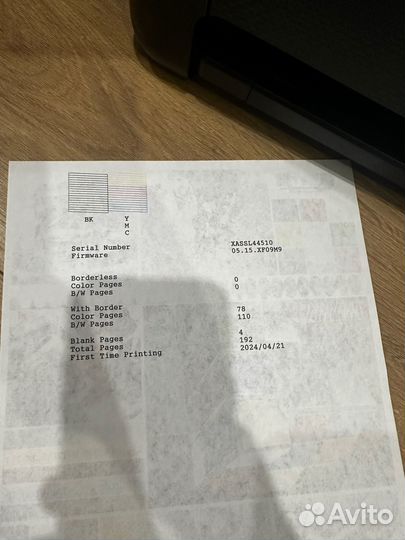 BK Y
M
C
Serial Number XASSL44510
Firmware 05.15.XF09M9
Borderless
Color Pages 0
B/W Pages 0
With Border
Color Pages 78
B/W Pages 110
Blank Pages 4
Total Pages 192
First Time Printing 2024/04/21
Avito